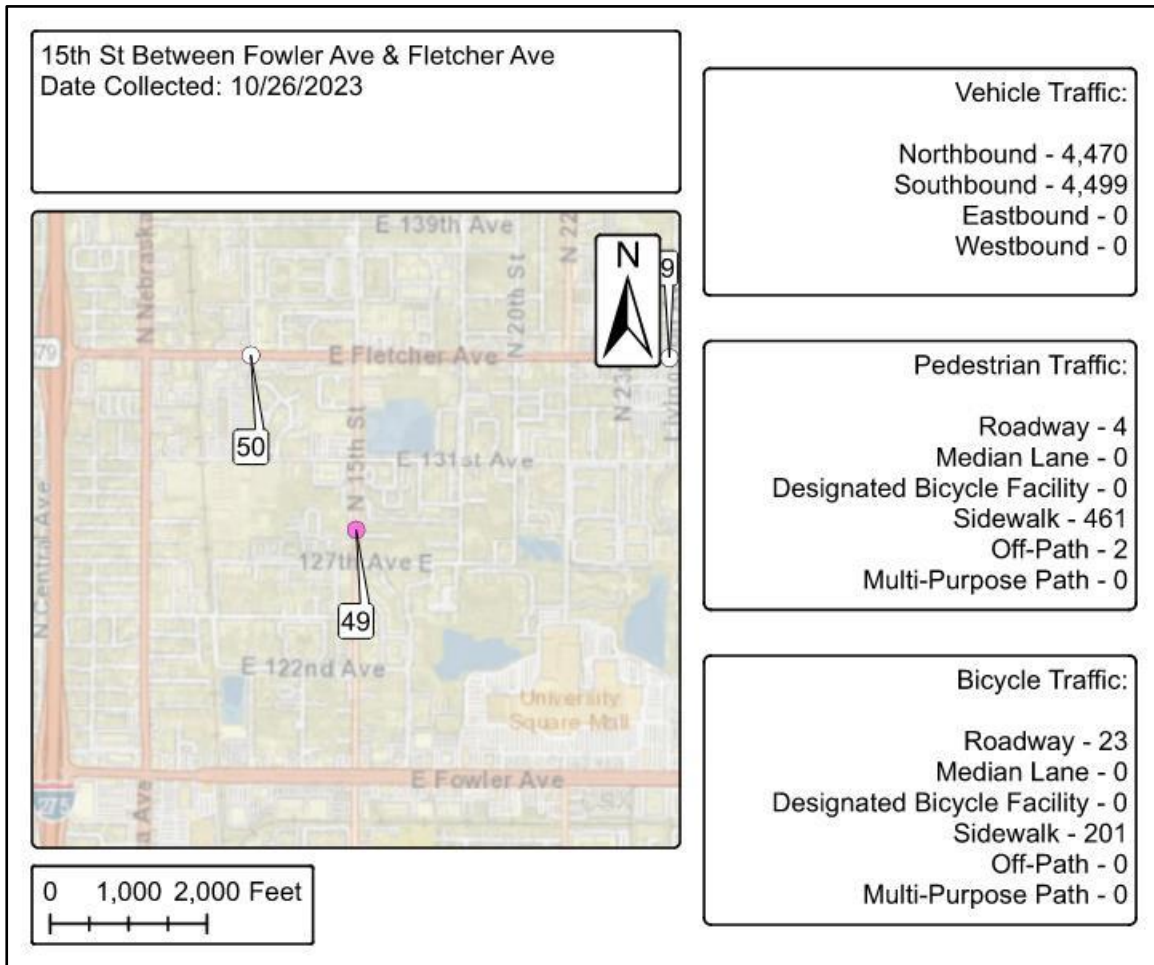 15th St Between Fowler Ave & Fletcher Ave
Date Collected: 10/26/2023
Vehicle Traffic:
Northbound - 4,470
Southbound - 4,499
Eastbound - 0
Westbound - 0
Pedestrian Traffic:
Roadway - 4
Median Lane - 0
Designated Bicycle Facility - 0
Sidewalk - 461
Off-Path - 2
Multi-Purpose Path - 0
Bicycle Traffic:
Roadway - 23
Median Lane - 0
Designated Bicycle Facility - 0
Sidewalk - 201
Off-Path - 0
Multi-Purpose Path - 0
E 139th Ave
N Nebraska
N 20th St
N 22
N
9
E Fletcher Ave
50
N 15th St
N 23
E 131st Ave
127th Ave E
49
N Central Ave
E 122nd Ave
University
Square Mall
E Fowler Ave
CSX
275
a Ave
0 1,000 2,000 Feet